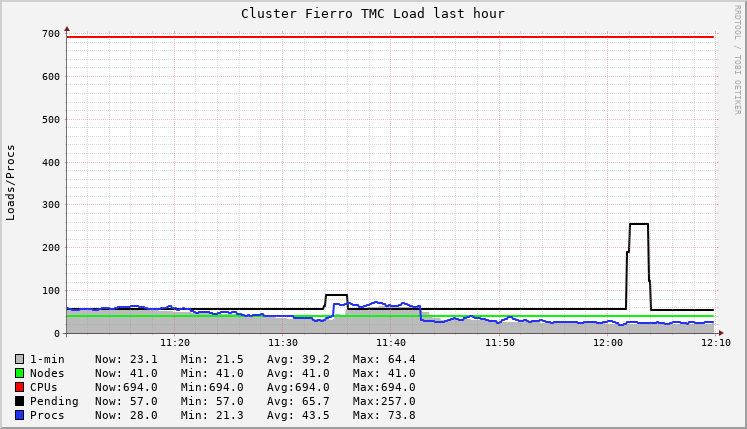 Cluster Fierro TMC Load last hour
RRDTOOL / TOBI OETIKER
Loads/Procs
700
600
500
400
300
200
100
0
11:20 11:30 11:40 11:50 12:00 12:10
1-min Now: 23.1 Min: 21.5 Avg: 39.2 Max: 64.4
Nodes Now: 41.0 Min: 41.0 Avg: 41.0 Max: 41.0
CPUs Now:694.0 Min:694.0 Avg:694.0 Max:694.0
Pending Now: 57.0 Min: 57.0 Avg: 65.7 Max:257.0
Procs Now: 28.0 Min: 21.3 Avg: 43.5 Max: 73.8